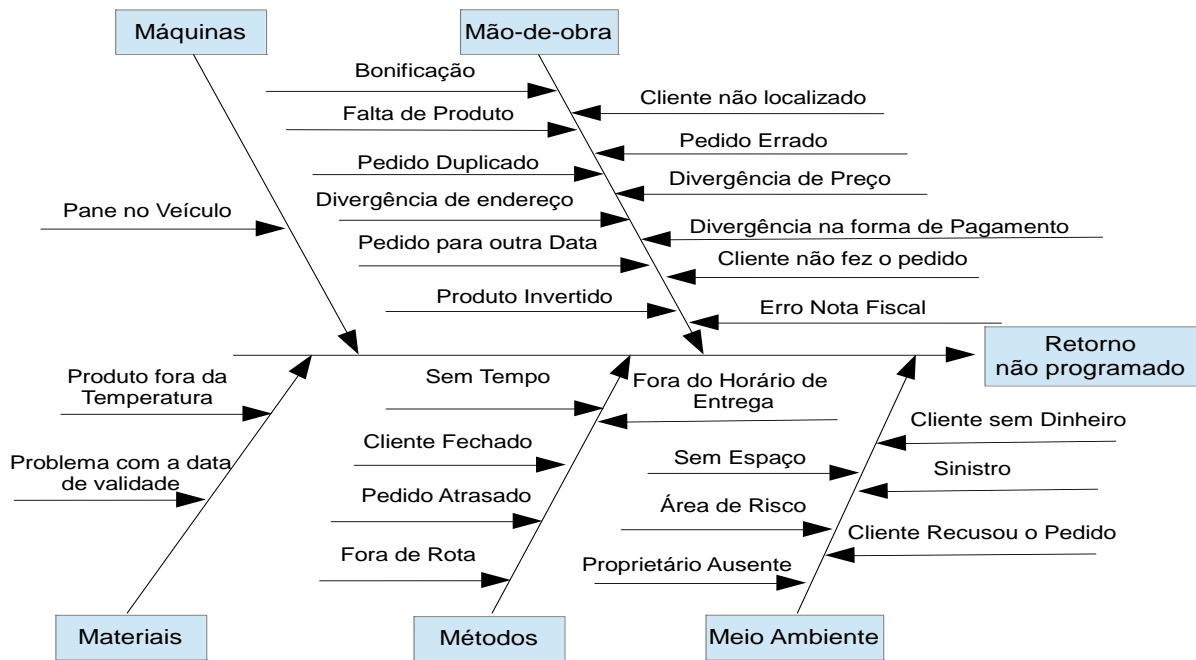 Máquinas
Mão-de-obra
Bonificação
Cliente não localizado
Falta de Produto
Pedido Errado
Pedido Duplicado
Divergência de Preço
Divergência de endereço
Pane no Veículo
Divergência na forma de Pagamento
Pedido para outra Data
Cliente não fez o pedido
Produto Invertido
Erro Nota Fiscal
Retorno
não programado
Produto fora da
Temperatura
Sem Tempo
Fora do Horário de
Entrega
Cliente sem Dinheiro
Cliente Fechado
Problema com a data
de validade
Sem Espaço
Sinistro
Pedido Atrasado
Área de Risco
Cliente Recusou o Pedido
Fora de Rota
Proprietário Ausente
Materiais
Métodos
Meio Ambiente